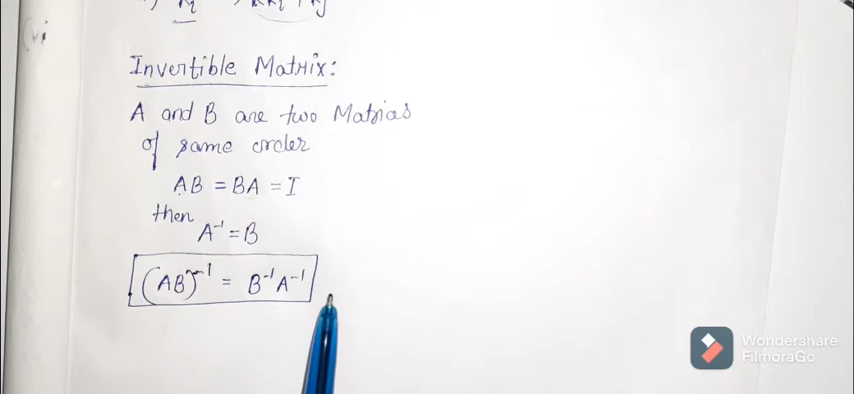 (vi
Invertible Matrix:
A and B are two Matrias
of same order
AB = BA = I
then
A⁻¹ = B
(AB)⁻¹ = B⁻¹A⁻¹
Wondershare
FilmoraGo